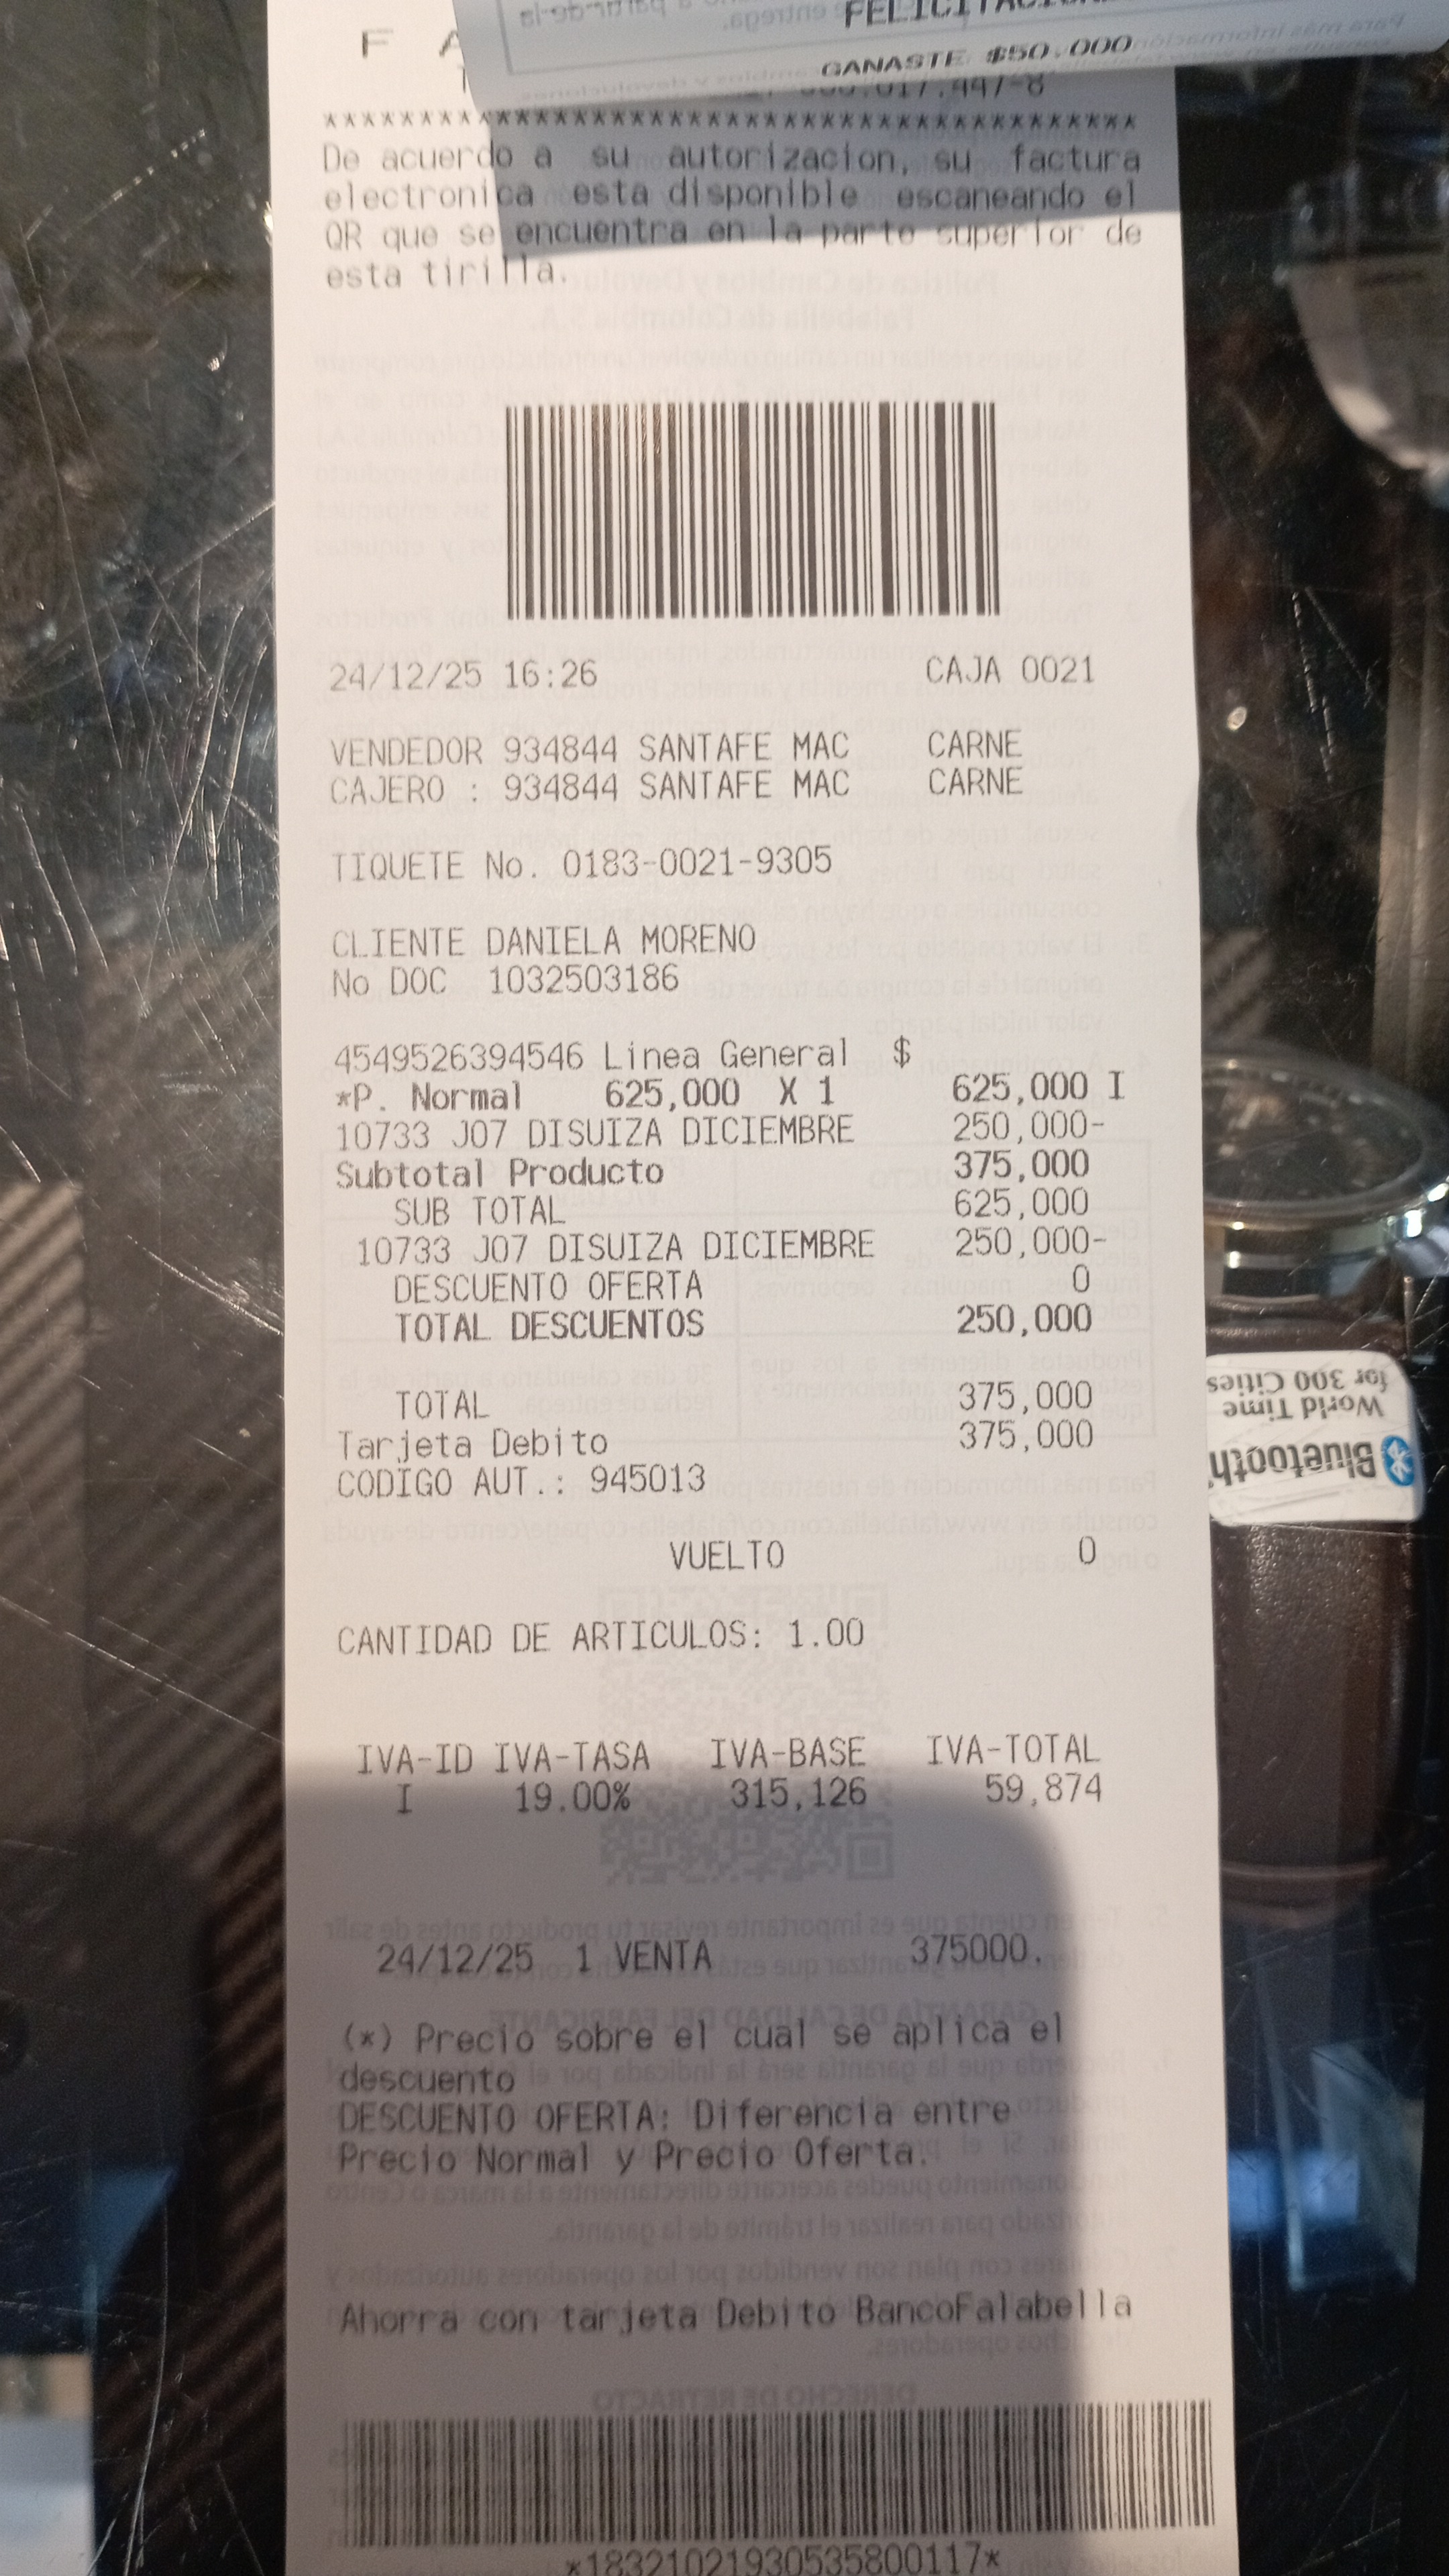 FELICITACION
GANASTE $50.000
F A
017.447-8
*******************************************
De acuerdo a su autorizacion, su factura
electronica esta disponible escaneando el
QR que se encuentra en la parte superior de
esta tirilla.
24/12/25 16:26 CAJA 0021
VENDEDOR 934844 SANTAFE MAC CARNE
CAJERO : 934844 SANTAFE MAC CARNE
TIQUETE No. 0183-0021-9305
CLIENTE DANIELA MORENO
No DOC 1032503186
4549526394546 Linea General $
*P. Normal 625,000 X 1 625,000 I
10733 J07 DISUIZA DICIEMBRE 250,000-
Subtotal Producto 375,000
SUB TOTAL 625,000
10733 J07 DISUIZA DICIEMBRE 250,000-
DESCUENTO OFERTA 0
TOTAL DESCUENTOS 250,000
TOTAL 375,000
Tarjeta Debito 375,000
CODIGO AUT.: 945013
VUELTO 0
CANTIDAD DE ARTICULOS: 1.00
IVA-ID IVA-TASA IVA-BASE IVA-TOTAL
I 19.00% 315,126 59,874
24/12/25 1 VENTA 375000.
(*) Precio sobre el cual se aplica el
descuento
DESCUENTO OFERTA: Diferencia entre
Precio Normal y Precio Oferta.
Ahorra con tarjeta Debito BancoFalabella
*18321021930535800117*
Bluetooth
World Time
for 300 Cities